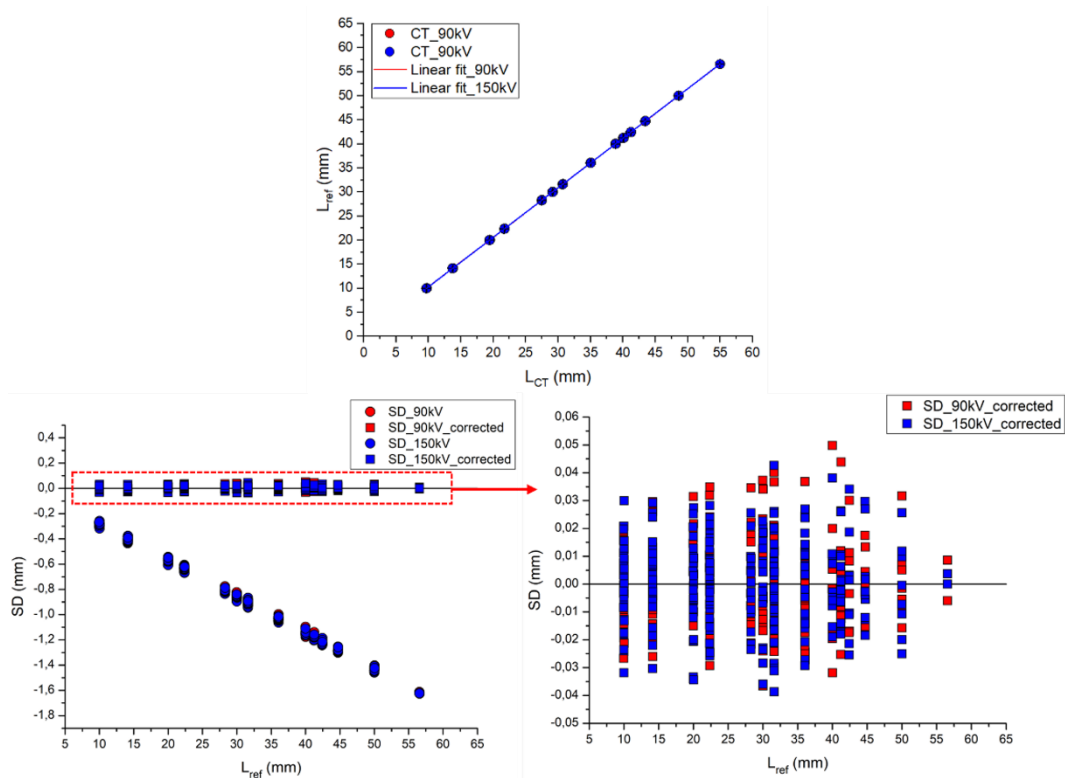 65
60
55
50
45
40
35
30
25
20
15
10
5
0
CT_90kV
CT_90kV
Linear fit_90kV
Linear fit_150kV
L_ref (mm)
0 5 10 15 20 25 30 35 40 45 50 55 60
L_CT (mm)
SD_90kV
SD_90kV_corrected
SD_150kV
SD_150kV_corrected
0,4
0,2
0,0
-0,2
-0,4
-0,6
-0,8
-1,0
-1,2
-1,4
-1,6
-1,8
SD (mm)
5 10 15 20 25 30 35 40 45 50 55 60 65
L_ref (mm)
SD_90kV_corrected
SD_150kV_corrected
0,06
0,05
0,04
0,03
0,02
0,01
0,00
-0,01
-0,02
-0,03
-0,04
-0,05
SD (mm)
5 10 15 20 25 30 35 40 45 50 55 60 65
L_ref (mm)